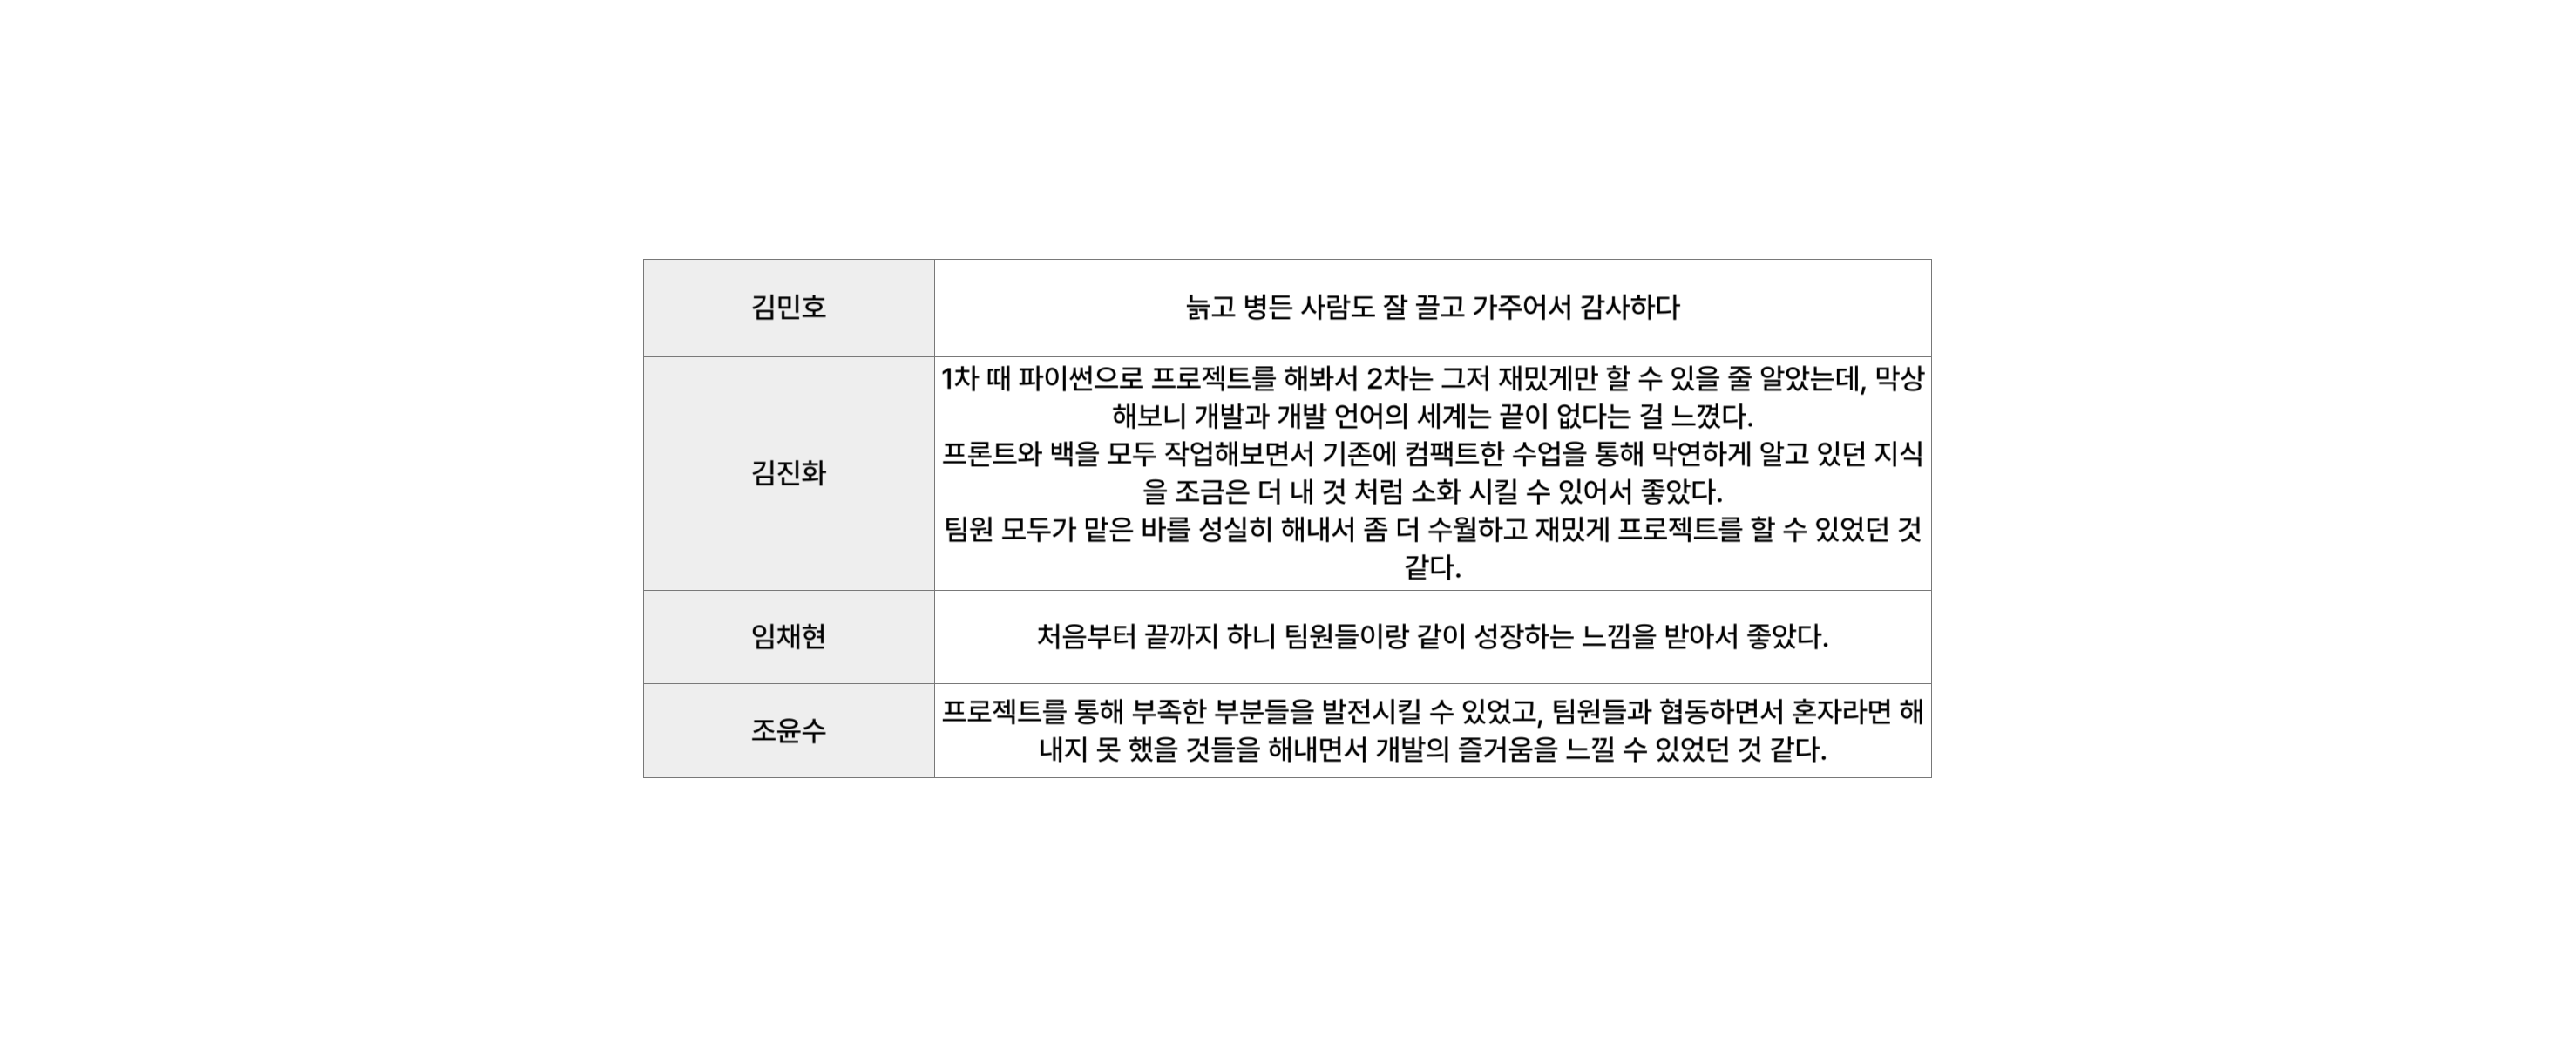 김민호
늙고 병든 사람도 잘 끌고 가주어서 감사하다
김진화
1차 때 파이썬으로 프로젝트를 해봐서 2차는 그저 재밌게만 할 수 있을 줄 알았는데, 막상
해보니 개발과 개발 언어의 세계는 끝이 없다는 걸 느꼈다.
프론트와 백을 모두 작업해보면서 기존에 컴팩트한 수업을 통해 막연하게 알고 있던 지식
을 조금은 더 내 것 처럼 소화 시킬 수 있어서 좋았다.
팀원 모두가 맡은 바를 성실히 해내서 좀 더 수월하고 재밌게 프로젝트를 할 수 있었던 것
같다.
임채현
처음부터 끝까지 하니 팀원들이랑 같이 성장하는 느낌을 받아서 좋았다.
조윤수
프로젝트를 통해 부족한 부분들을 발전시킬 수 있었고, 팀원들과 협동하면서 혼자라면 해
내지 못 했을 것들을 해내면서 개발의 즐거움을 느낄 수 있었던 것 같다.